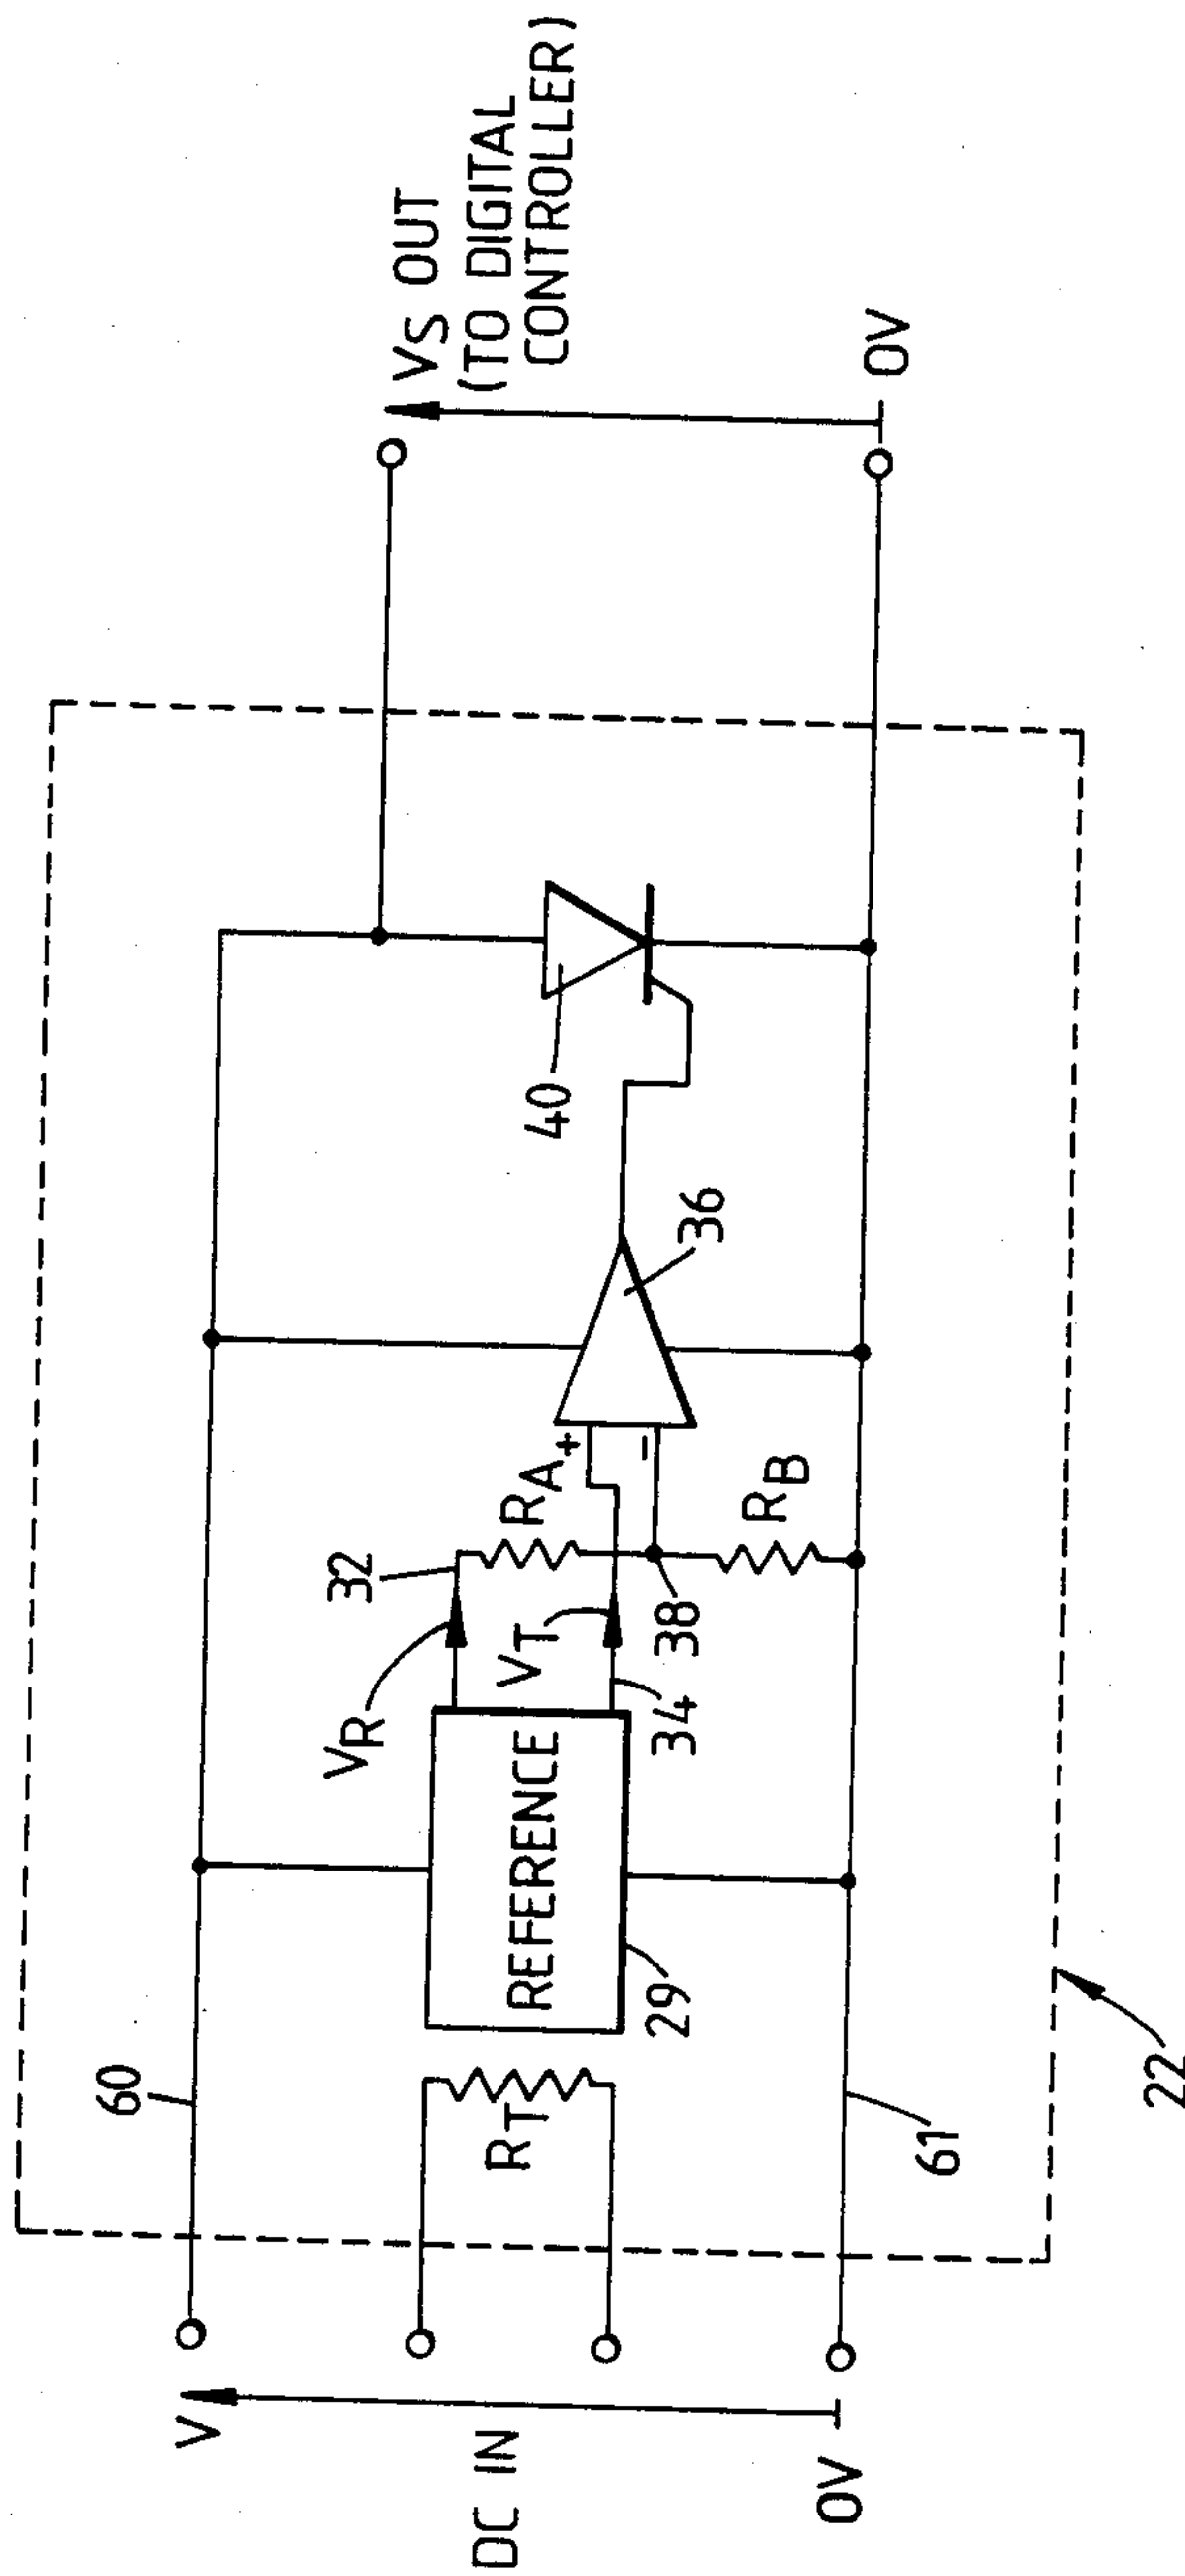 V
DC IN
0V
60
RT
REFERENCE
29
VR
VT
32
34
38
RA
+
-
RB
36
40
61
22
VS OUT
(TO DIGITAL
CONTROLLER)
0V